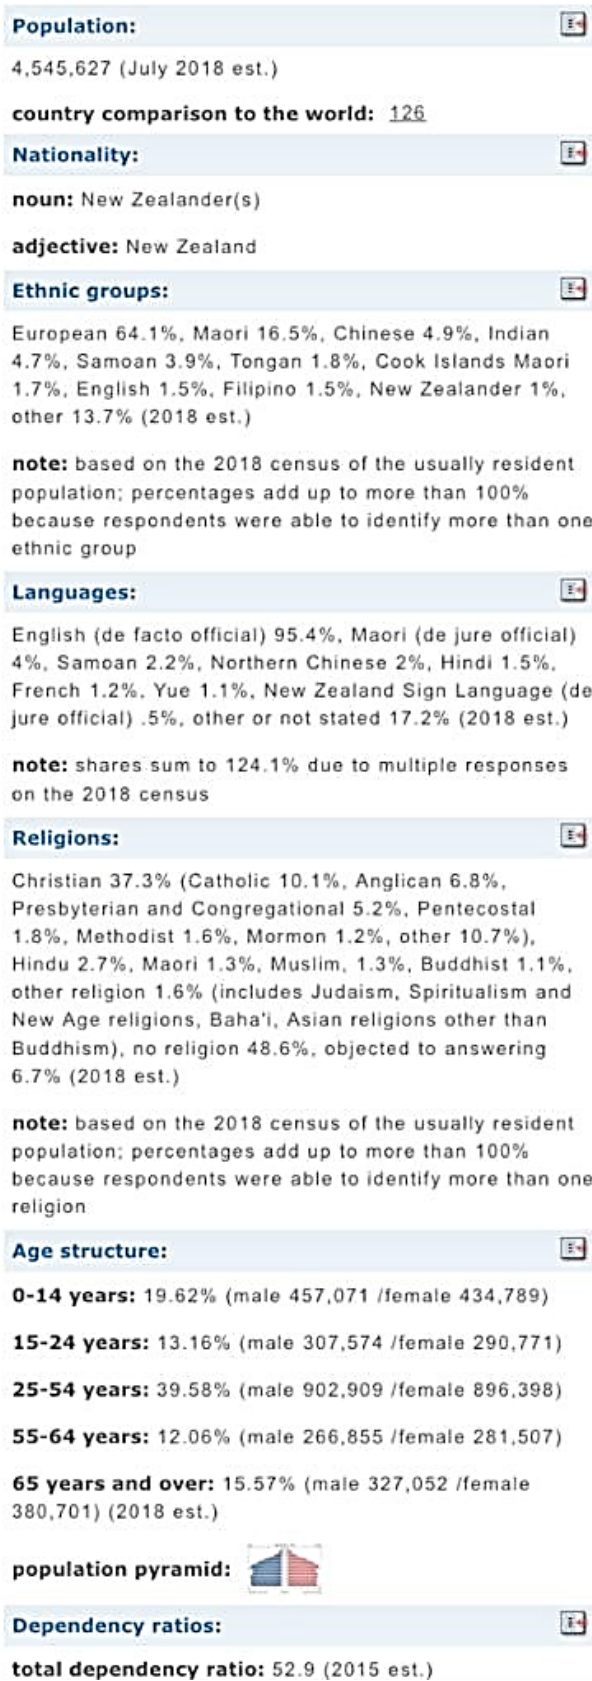 Population:
4,545,627 (July 2018 est.)
country comparison to the world: 126
Nationality:
noun: New Zealander(s)
adjective: New Zealand
Ethnic groups:
European 64.1%, Maori 16.5%, Chinese 4.9%, Indian
4.7%, Samoan 3.9%, Tongan 1.8%, Cook Islands Maori
1.7%, English 1.5%, Filipino 1.5%, New Zealander 1%,
other 13.7% (2018 est.)
note: based on the 2018 census of the usually resident
population; percentages add up to more than 100%
because respondents were able to identify more than one
ethnic group
Languages:
English (de facto official) 95.4%, Maori (de jure official)
4%, Samoan 2.2%, Northern Chinese 2%, Hindi 1.5%,
French 1.2%, Yue 1.1%, New Zealand Sign Language (de
jure official) .5%, other or not stated 17.2% (2018 est.)
note: shares sum to 124.1% due to multiple responses
on the 2018 census
Religions:
Christian 37.3% (Catholic 10.1%, Anglican 6.8%,
Presbyterian and Congregational 5.2%, Pentecostal
1.8%, Methodist 1.6%, Mormon 1.2%, other 10.7%),
Hindu 2.7%, Maori 1.3%, Muslim, 1.3%, Buddhist 1.1%,
other religion 1.6% (includes Judaism, Spiritualism and
New Age religions, Baha'i, Asian religions other than
Buddhism), no religion 48.6%, objected to answering
6.7% (2018 est.)
note: based on the 2018 census of the usually resident
population; percentages add up to more than 100%
because respondents were able to identify more than one
religion
Age structure:
0-14 years: 19.62% (male 457,071 /female 434,789)
15-24 years: 13.16% (male 307,574 /female 290,771)
25-54 years: 39.58% (male 902,909 /female 896,398)
55-64 years: 12.06% (male 266,855 /female 281,507)
65 years and over: 15.57% (male 327,052 /female
380,701) (2018 est.)
population pyramid:
Dependency ratios:
total dependency ratio: 52.9 (2015 est.)